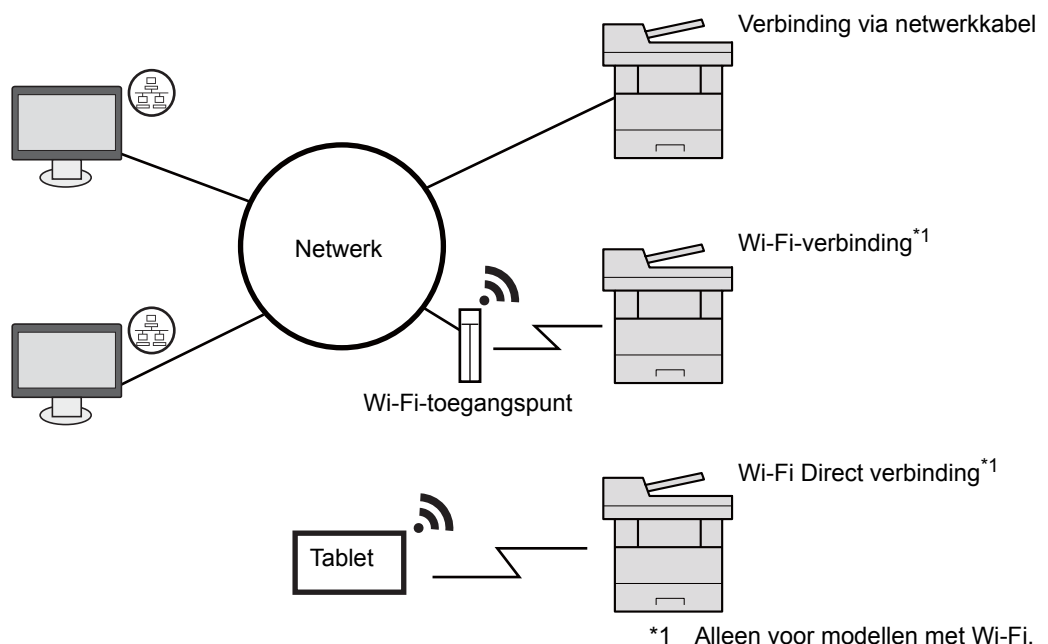 Verbinding via netwerkkabel
Netwerk
Wi-Fi-verbinding*1
Wi-Fi-toegangspunt
Wi-Fi Direct verbinding*1
Tablet
*1 Alleen voor modellen met Wi-Fi.